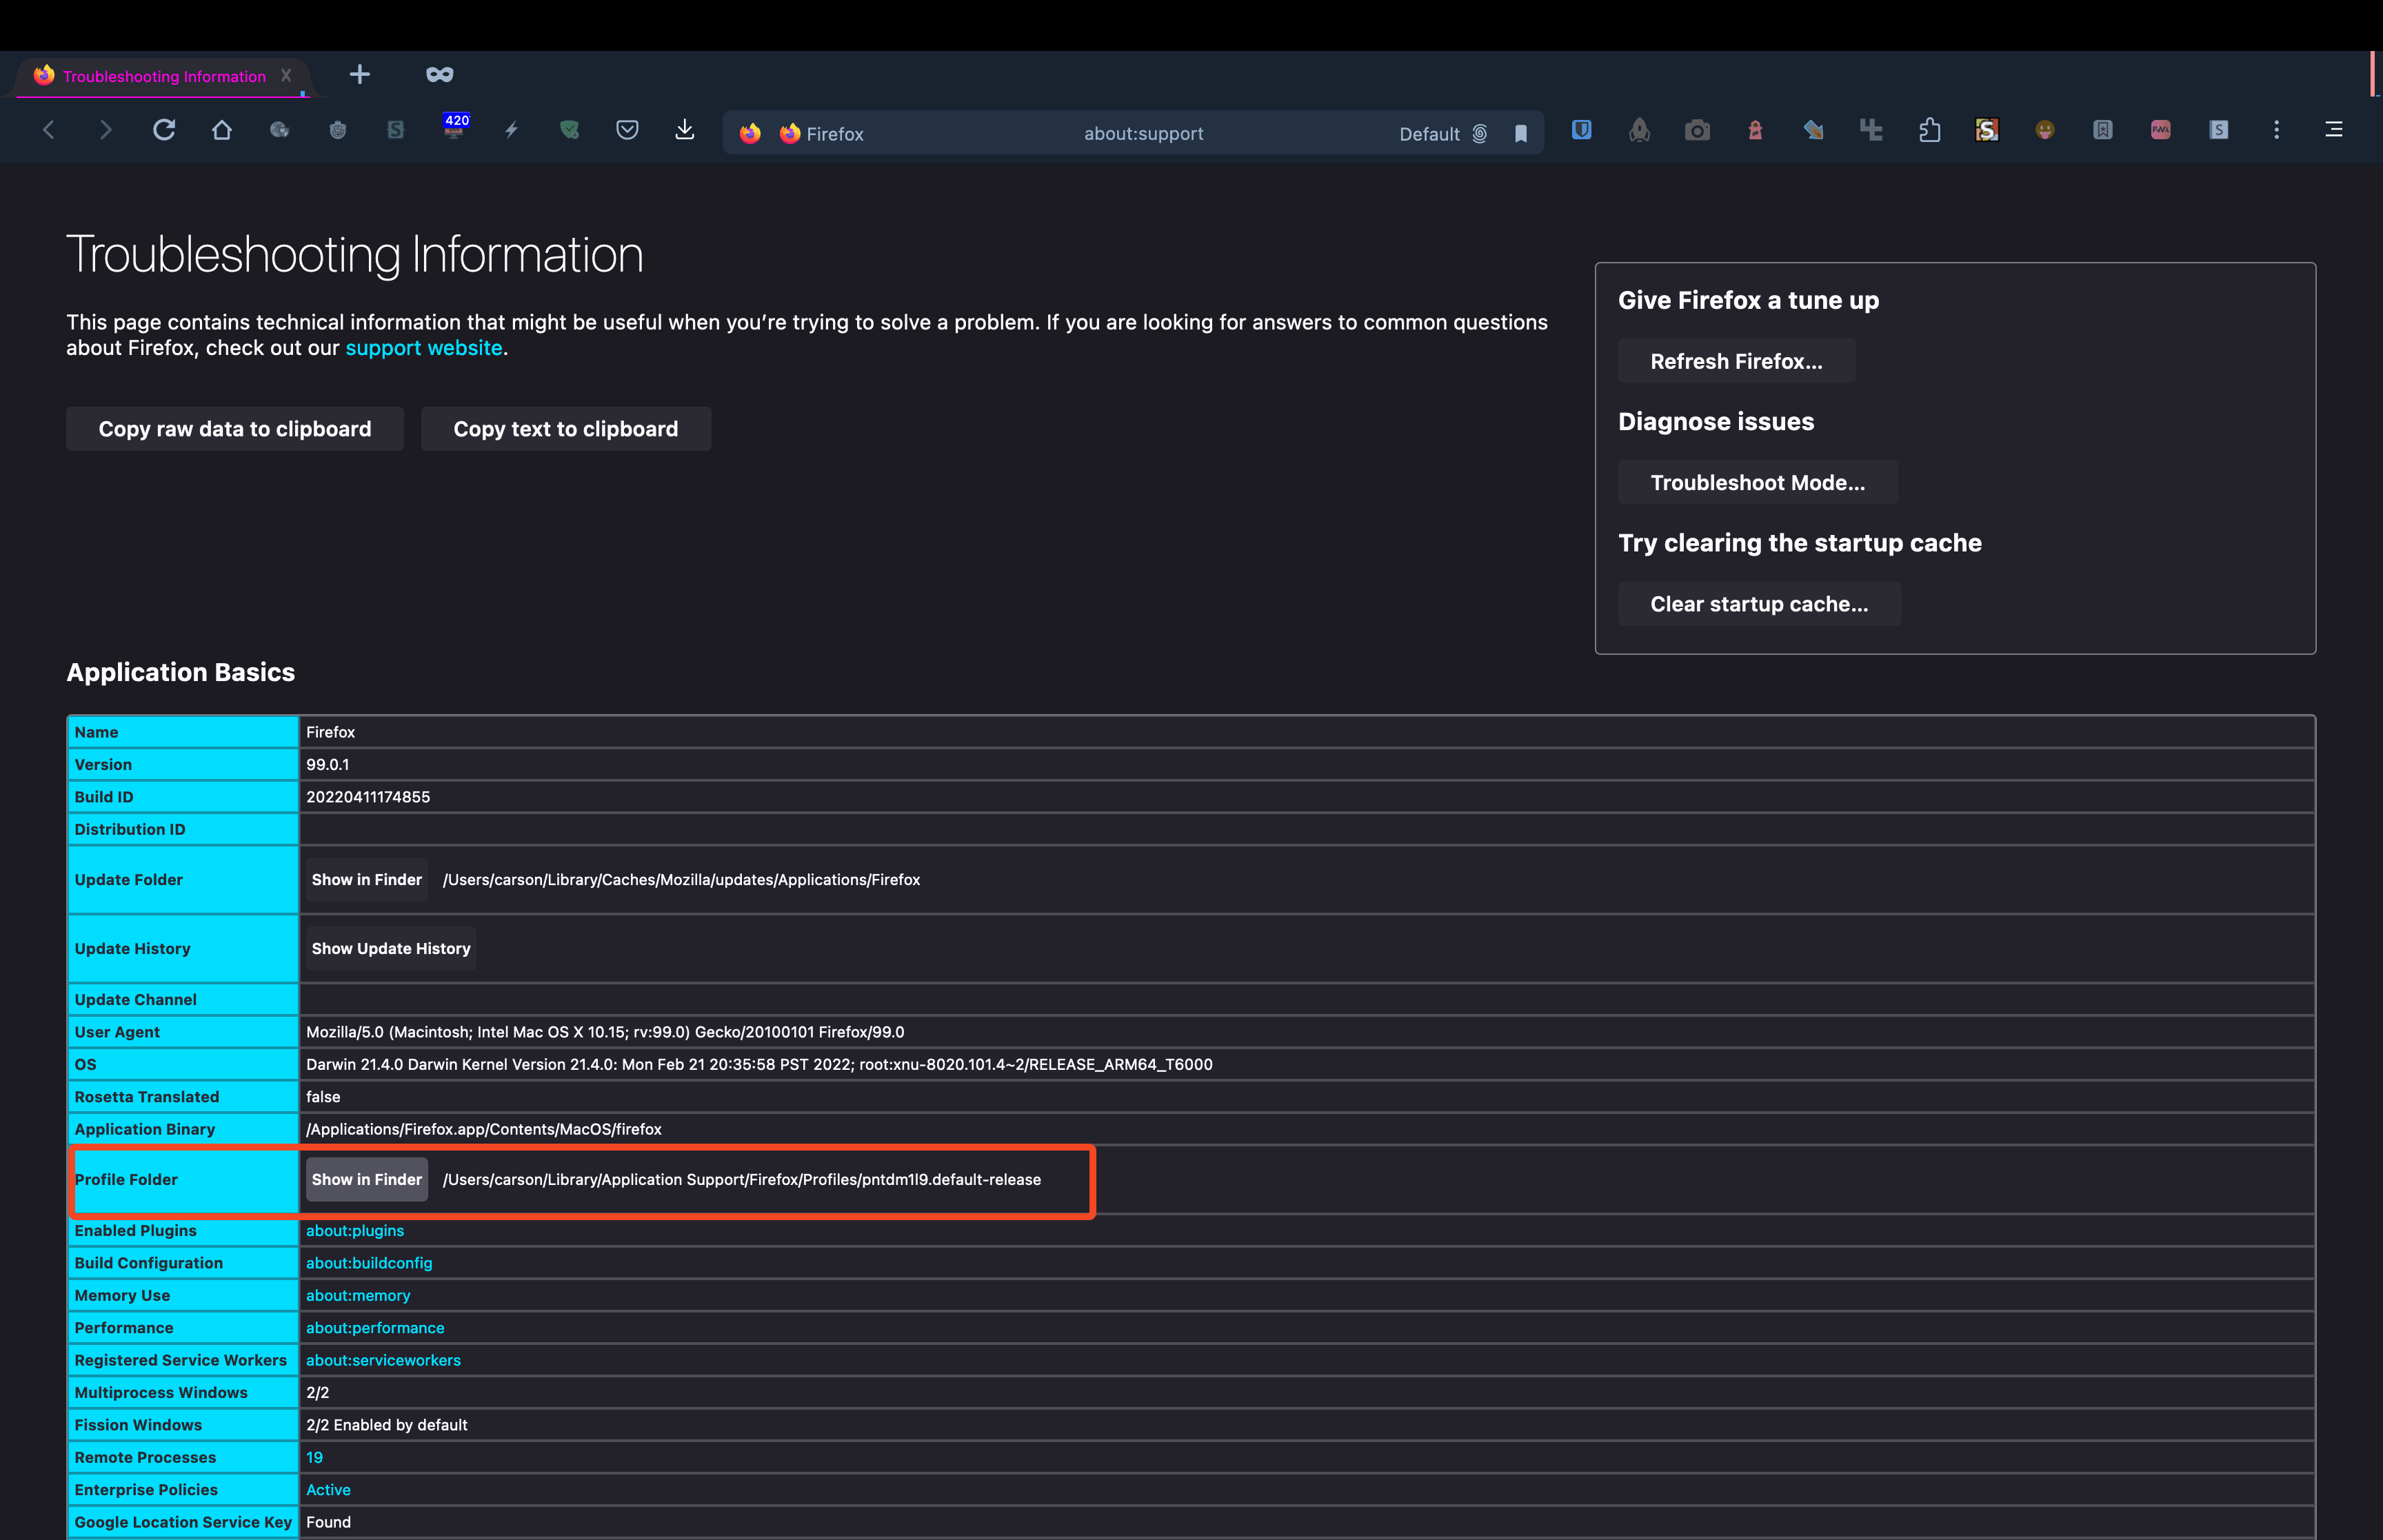 Troubleshooting Information X
420
Firefox about:support Default
Troubleshooting Information
This page contains technical information that might be useful when you’re trying to solve a problem. If you are looking for answers to common questions
about Firefox, check out our support website.
Copy raw data to clipboard Copy text to clipboard
Give Firefox a tune up
Refresh Firefox...
Diagnose issues
Troubleshoot Mode...
Try clearing the startup cache
Clear startup cache...
Application Basics
Name Firefox
Version 99.0.1
Build ID 20220411174855
Distribution ID
Update Folder Show in Finder /Users/carson/Library/Caches/Mozilla/updates/Applications/Firefox
Update History Show Update History
Update Channel
User Agent Mozilla/5.0 (Macintosh; Intel Mac OS X 10.15; rv:99.0) Gecko/20100101 Firefox/99.0
OS Darwin 21.4.0 Darwin Kernel Version 21.4.0: Mon Feb 21 20:35:58 PST 2022; root:xnu-8020.101.4~2/RELEASE_ARM64_T6000
Rosetta Translated false
Application Binary /Applications/Firefox.app/Contents/MacOS/firefox
Profile Folder Show in Finder /Users/carson/Library/Application Support/Firefox/Profiles/pntdm1l9.default-release
Enabled Plugins about:plugins
Build Configuration about:buildconfig
Memory Use about:memory
Performance about:performance
Registered Service Workers about:serviceworkers
Multiprocess Windows 2/2
Fission Windows 2/2 Enabled by default
Remote Processes 19
Enterprise Policies Active
Google Location Service Key Found